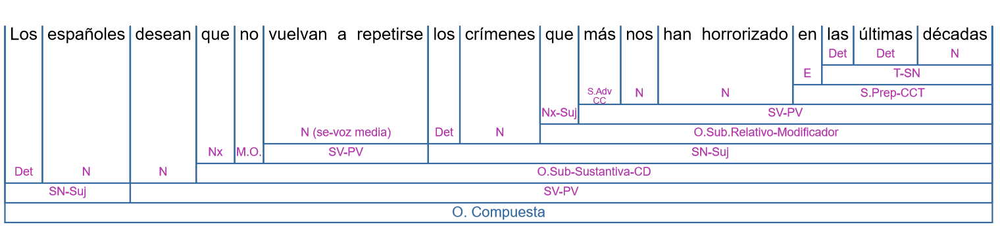 Los españoles desean que no vuelvan a repetirse los crímenes que más nos han horrorizado en las últimas décadas
Det Det N
E T-SN
S.Adv CC N N S.Prep-CCT
Nx-Suj SV-PV
N (se-voz media) Det N O.Sub.Relativo-Modificador
Nx M.O. SV-PV SN-Suj
Det N N O.Sub-Sustantiva-CD
SN-Suj SV-PV
O. Compuesta